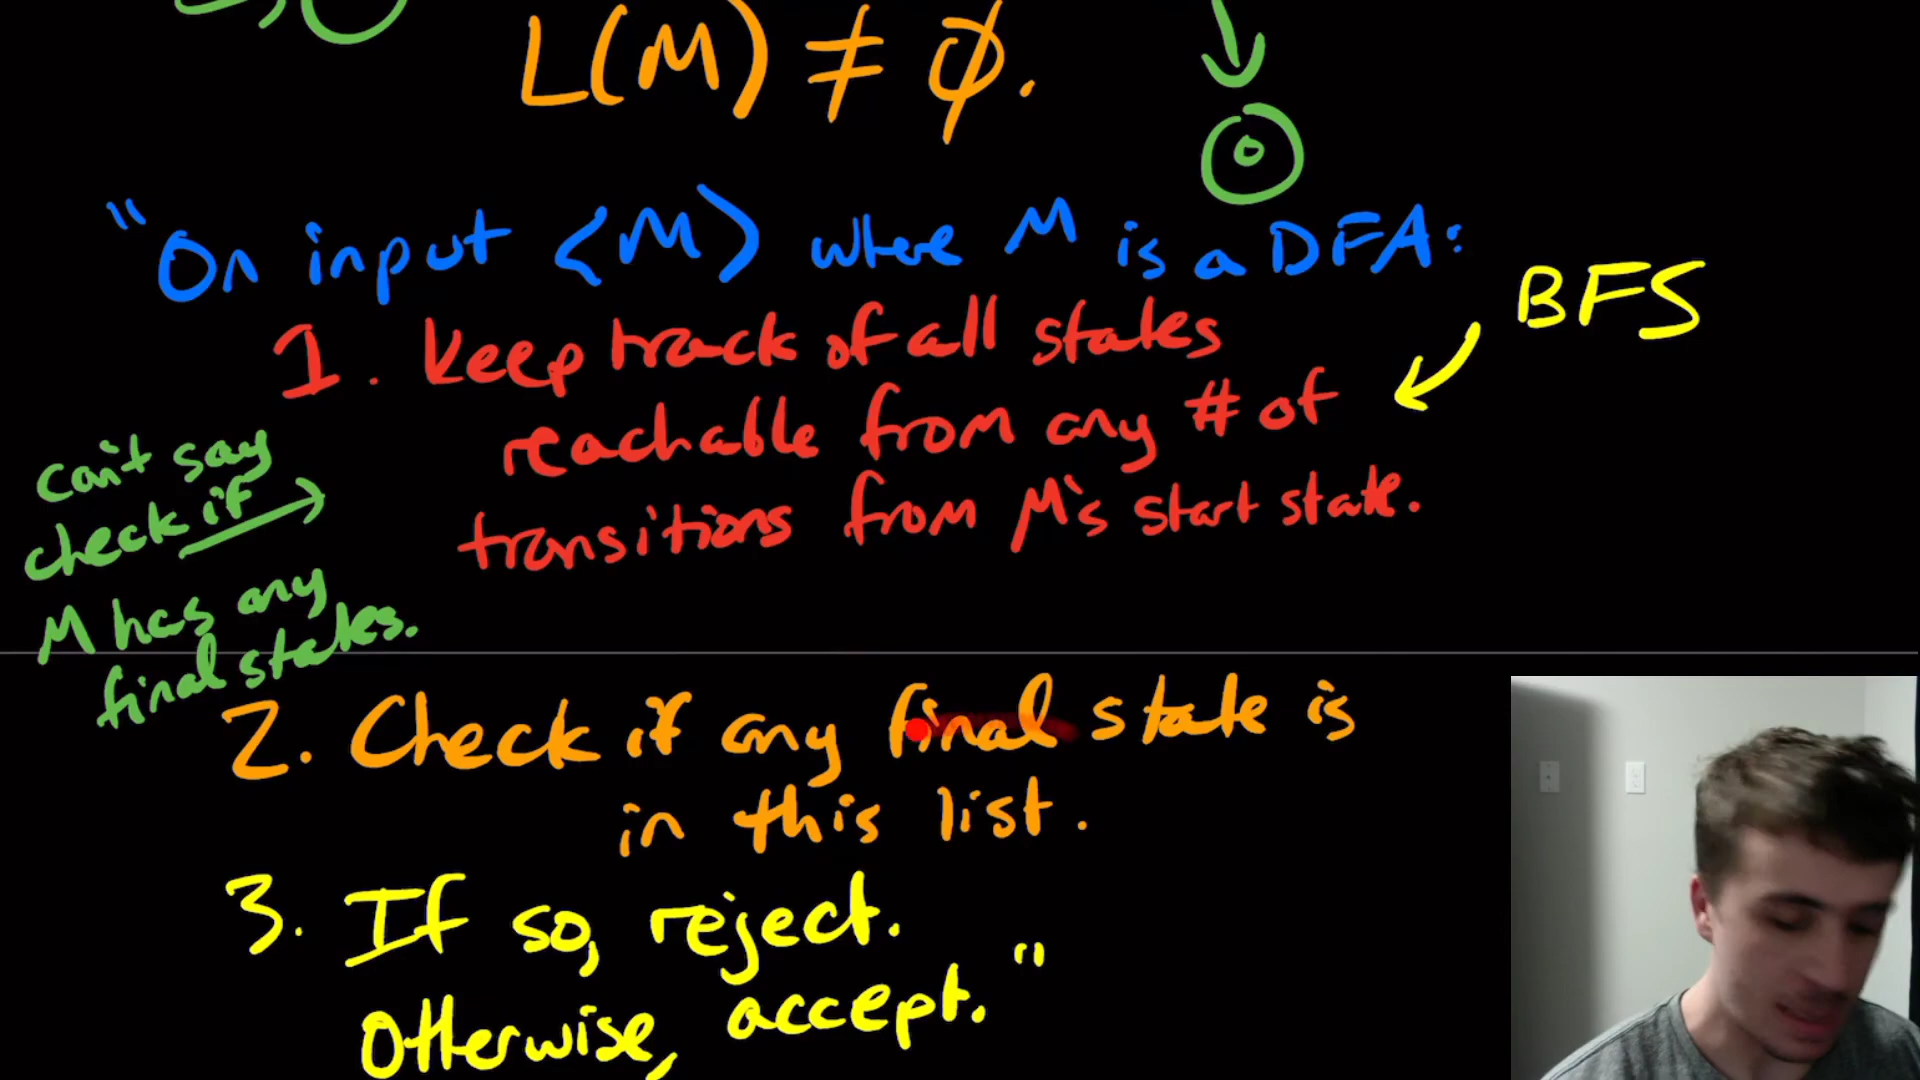 L(M) ≠ ∅.
"On input <M> where M is a DFA:
BFS
1. Keep track of all states
reachable from any # of
transitions from M's start state.
can't say
check if
M has any
final states.
2. Check if any final state is
in this list.
3. If so, reject.
Otherwise, accept."